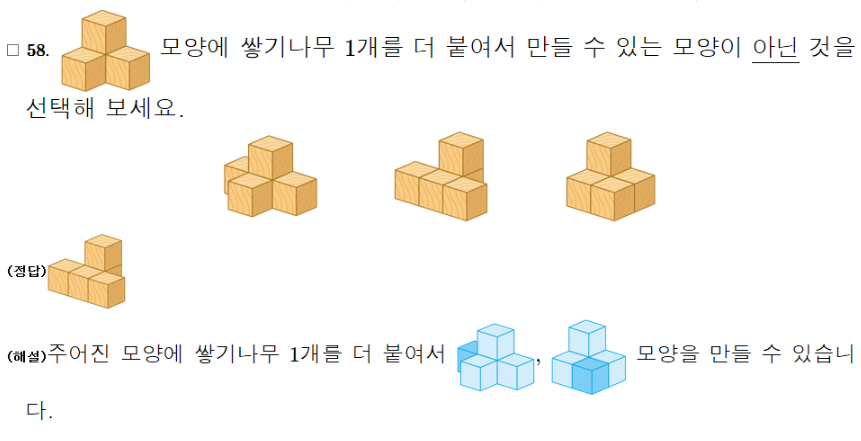 □ 58. 모양에 쌓기나무 1개를 더 붙여서 만들 수 있는 모양이 아닌 것을
선택해 보세요.
(정답)
(해설)주어진 모양에 쌓기나무 1개를 더 붙여서 , 모양을 만들 수 있습니
다.